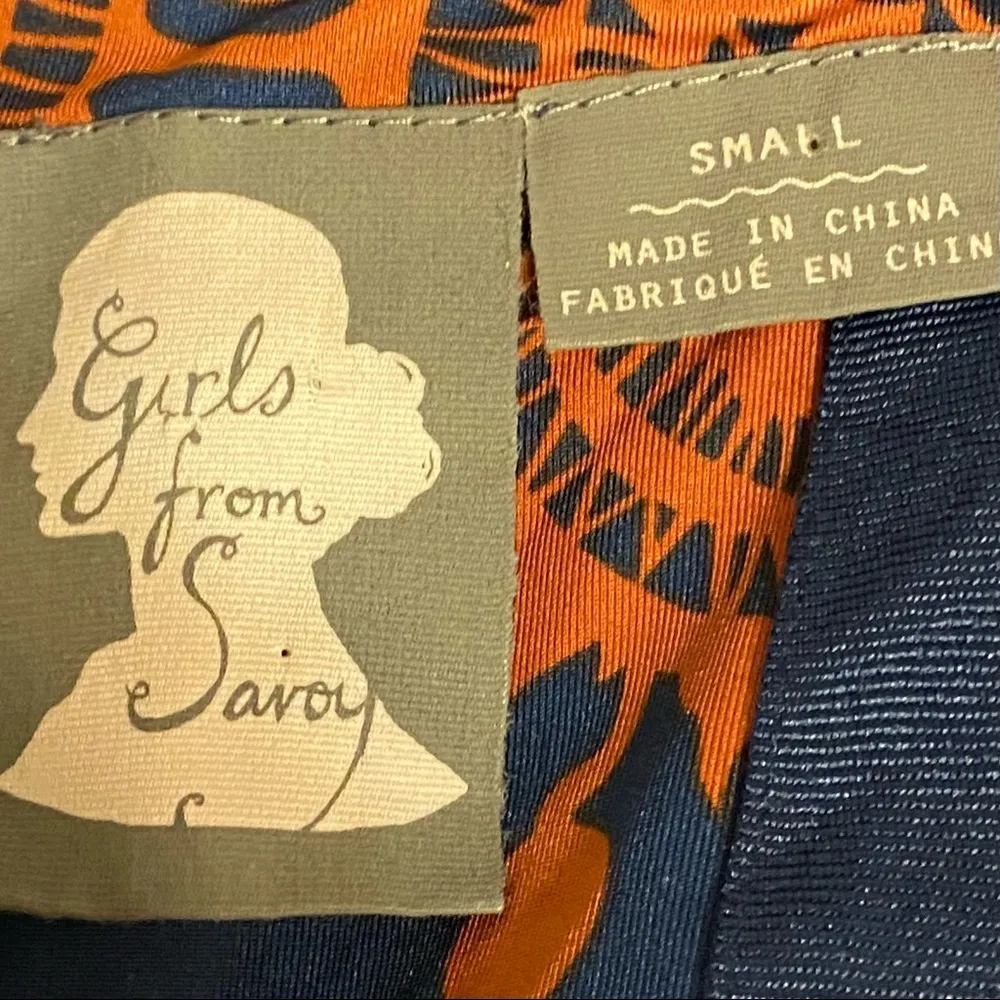 Girls
from
Savoy
SMALL
MADE IN CHINA
FABRIQUÉ EN CHIN